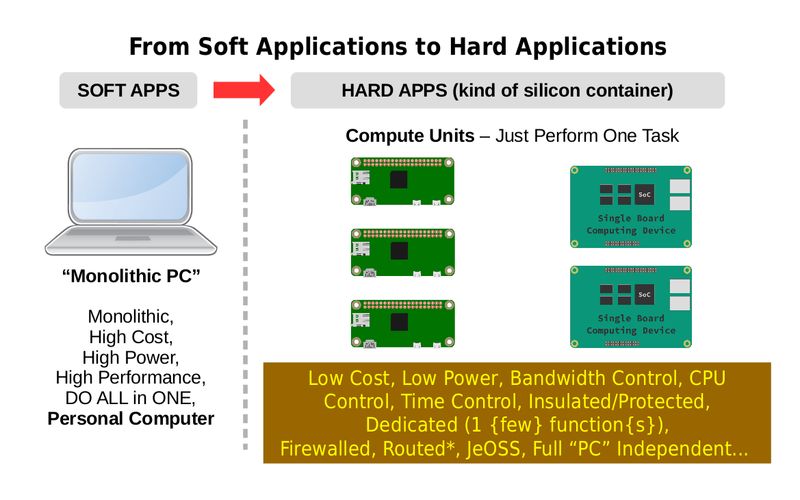 From Soft Applications to Hard Applications
SOFT APPS
HARD APPS (kind of silicon container)
Compute Units – Just Perform One Task
“Monolithic PC”
Monolithic,
High Cost,
High Power,
High Performance,
DO ALL in ONE,
Personal Computer
SoC
Single Board
Computing Device
SoC
Single Board
Computing Device
Low Cost, Low Power, Bandwidth Control, CPU
Control, Time Control, Insulated/Protected,
Dedicated (1 {few} function{s}),
Firewalled, Routed*, JeOSS, Full “PC” Independent...